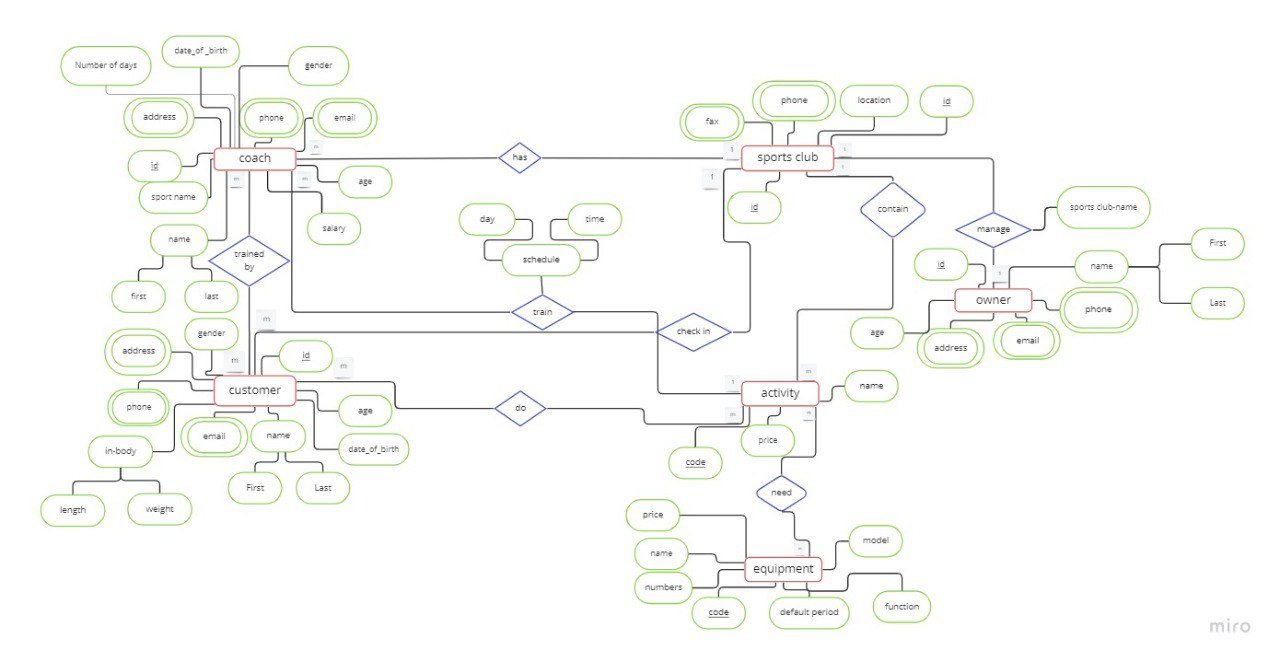 date_of _birth
Number of days
gender
address
phone
email
id
coach
m
sport name
m
m
age
salary
name
first
last
trained
by
has
fax
phone
location
id
1
sports club
1
1
1
id
contain
sports club-name
manage
day
time
schedule
train
id
1
owner
name
First
Last
phone
age
address
email
m
check in
gender
address
id
m
m
customer
phone
email
name
First
Last
age
date_of_birth
in-body
length
weight
do
m
1
m
activity
m
name
price
code
need
price
name
numbers
equipment
model
code
default period
function
miro